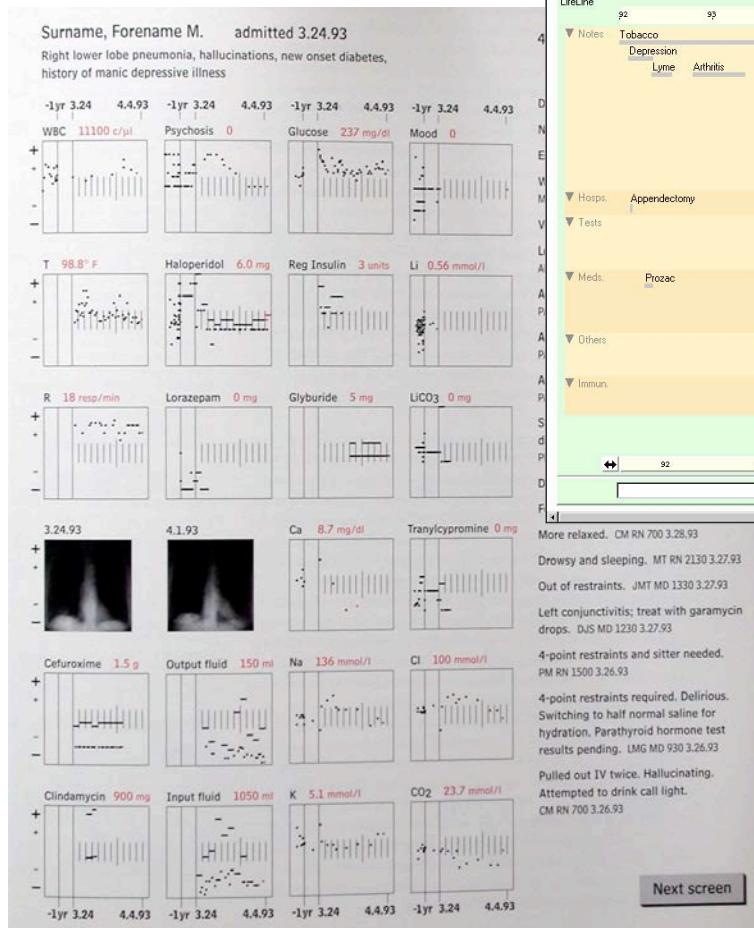 Surname, Forename M. admitted 3.24.93
Right lower lobe pneumonia, hallucinations, new onset diabetes,
history of manic depressive illness
-1yr 3.24 4.4.93 -1yr 3.24 4.4.93 -1yr 3.24 4.4.93 -1yr 3.24 4.4.93
WBC 11100 c/µl Psychosis 0 Glucose 237 mg/dl Mood 0
T 98.8° F Haloperidol 6.0 mg Reg Insulin 3 units Li 0.56 mmol/l
R 18 resp/min Lorazepam 0 mg Glyburide 5 mg LiCO3 0 mg
3.24.93 4.1.93 Ca 8.7 mg/dl Tranylcypromine 0 mg
Cefuroxime 1.5 g Output fluid 150 ml Na 136 mmol/l Cl 100 mmol/l
Clindamycin 900 mg Input fluid 1050 ml K 5.1 mmol/l CO2 23.7 mmol/l
-1yr 3.24 4.4.93 -1yr 3.24 4.4.93 -1yr 3.24 4.4.93 -1yr 3.24 4.4.93
LifeLine
92 93
Notes Tobacco
Depression
Lyme Arthritis
Hosps. Appendectomy
Tests
Meds. Prozac
Others
Immun.
92
More relaxed. CM RN 700 3.28.93
Drowsy and sleeping. MT RN 2130 3.27.93
Out of restraints. JMT MD 1330 3.27.93
Left conjunctivitis; treat with garamycin
drops. DJS MD 1230 3.27.93
4-point restraints and sitter needed.
PM RN 1500 3.26.93
4-point restraints required. Delirious.
Switching to half normal saline for
hydration. Parathyroid hormone test
results pending. LMG MD 930 3.26.93
Pulled out IV twice. Hallucinating.
Attempted to drink call light.
CM RN 700 3.26.93
Next screen